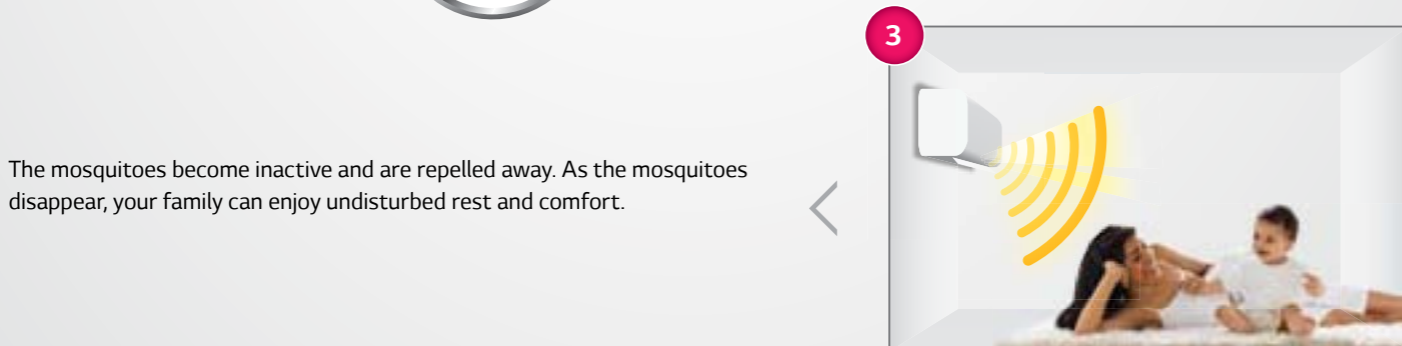 3
The mosquitoes become inactive and are repelled away. As the mosquitoes
disappear, your family can enjoy undisturbed rest and comfort.